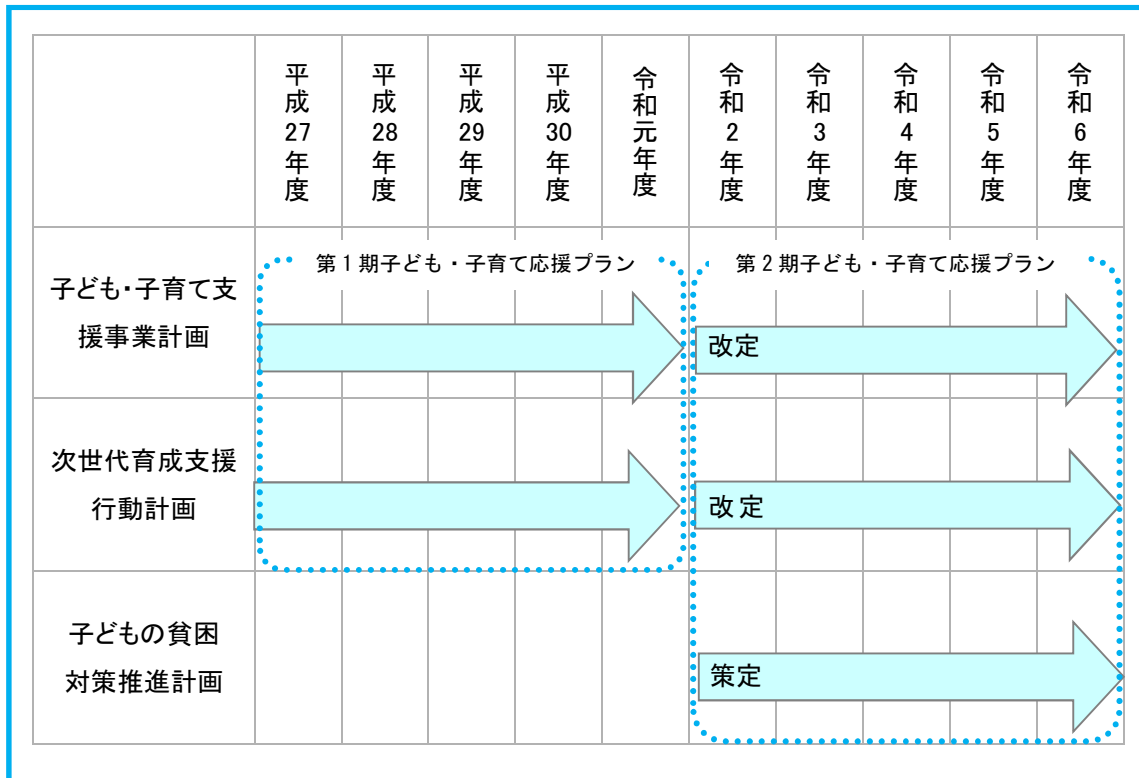 平成27年度
平成28年度
平成29年度
平成30年度
令和元年度
令和2年度
令和3年度
令和4年度
令和5年度
令和6年度
第1期子ども・子育て応援プラン
第2期子ども・子育て応援プラン
子ども・子育て支
援事業計画
改定
次世代育成支援
行動計画
改定
子どもの貧困
対策推進計画
策定